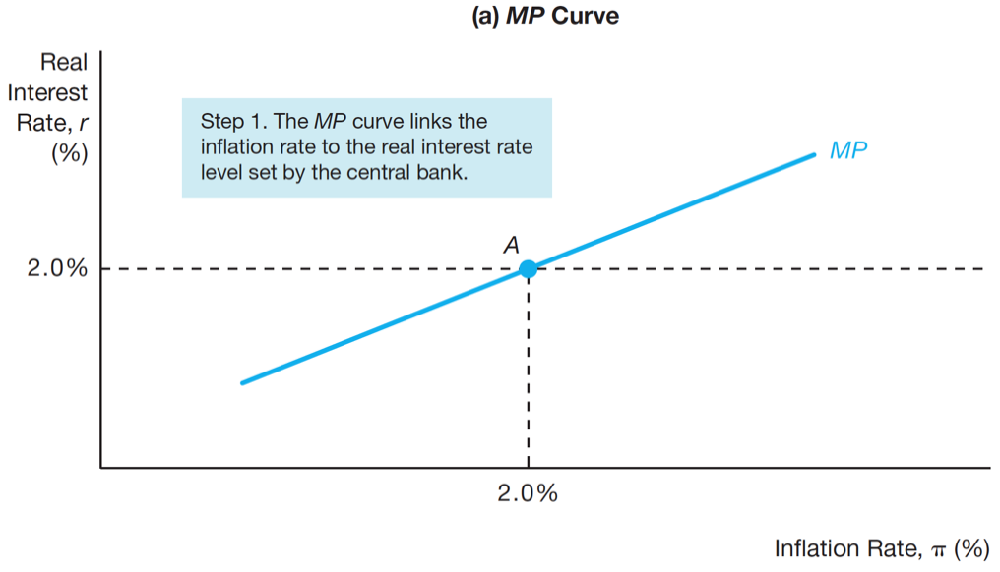 (a) MP Curve
Real
Interest
Rate, r
(%)
Step 1. The MP curve links the
inflation rate to the real interest rate
level set by the central bank.
MP
A
2.0%
2.0%
Inflation Rate, π (%)